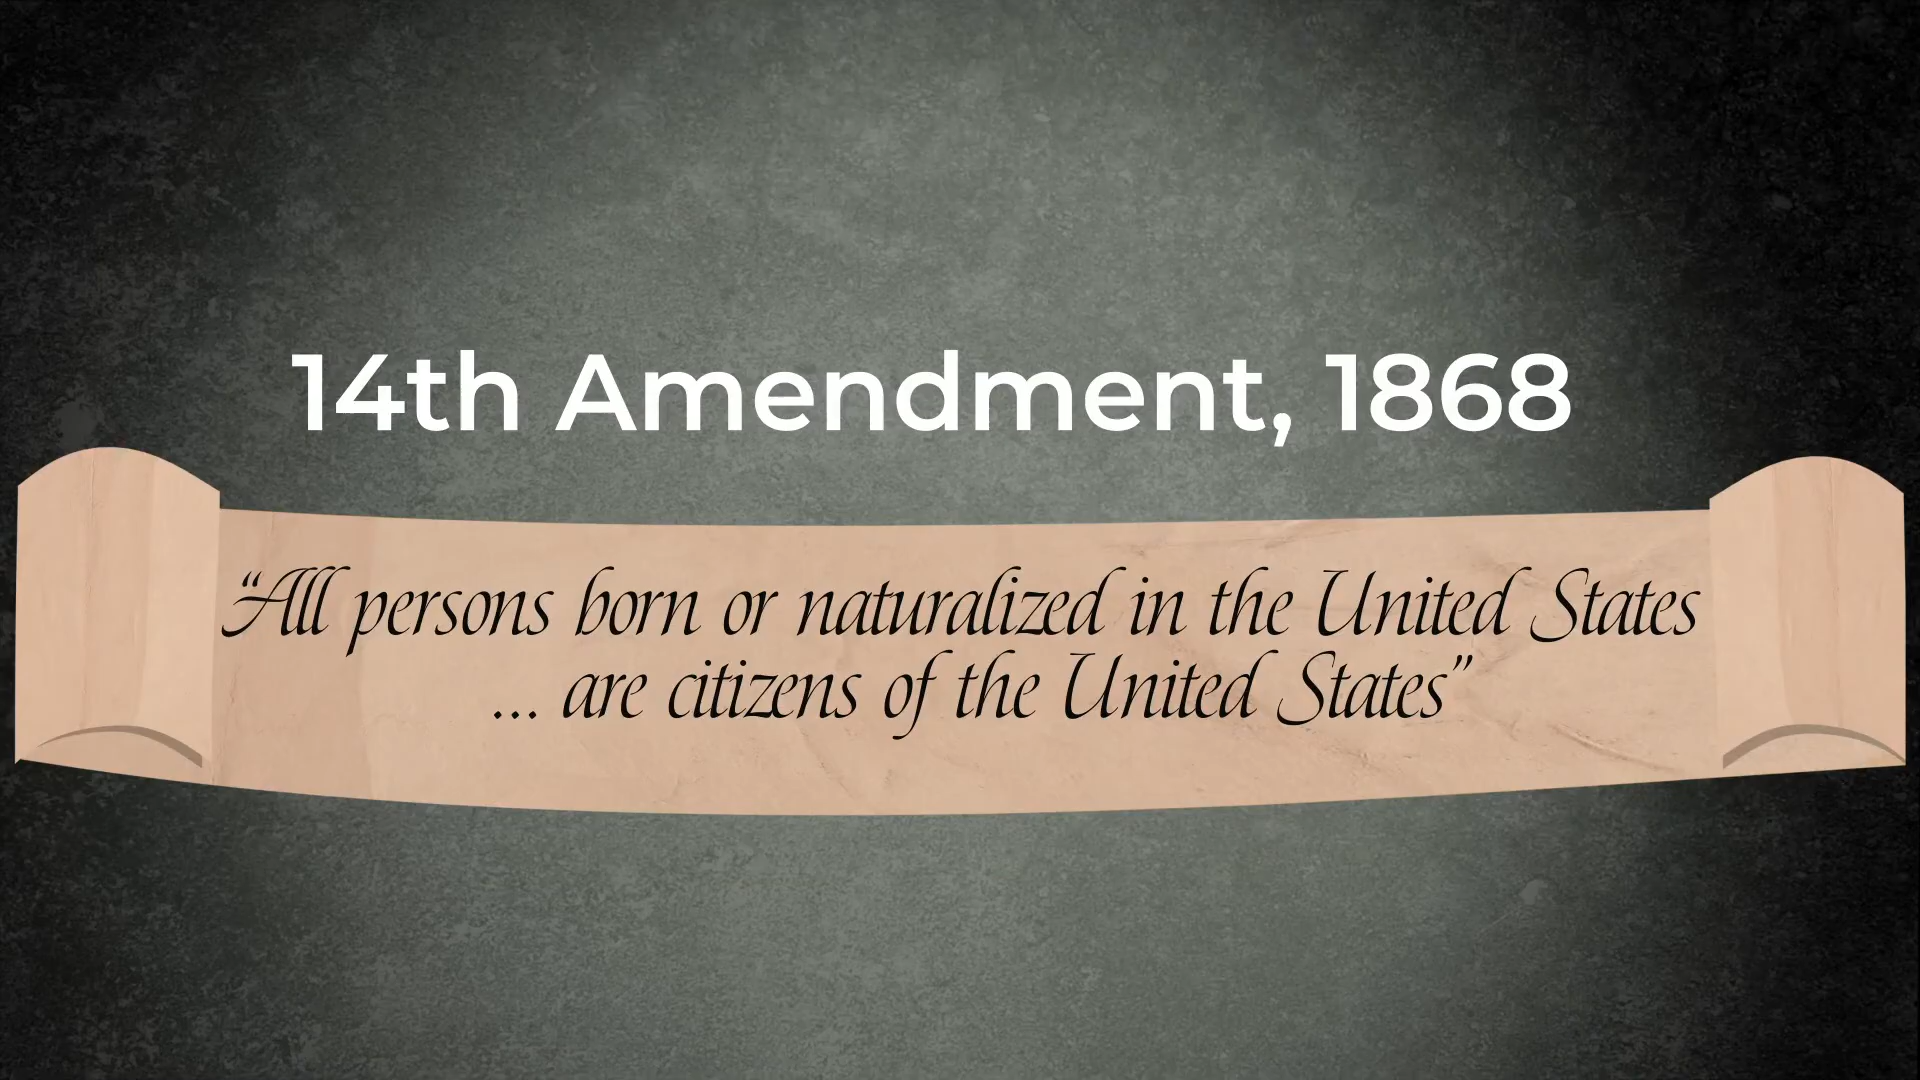 14th Amendment, 1868
“All persons born or naturalized in the United States
... are citizens of the United States”